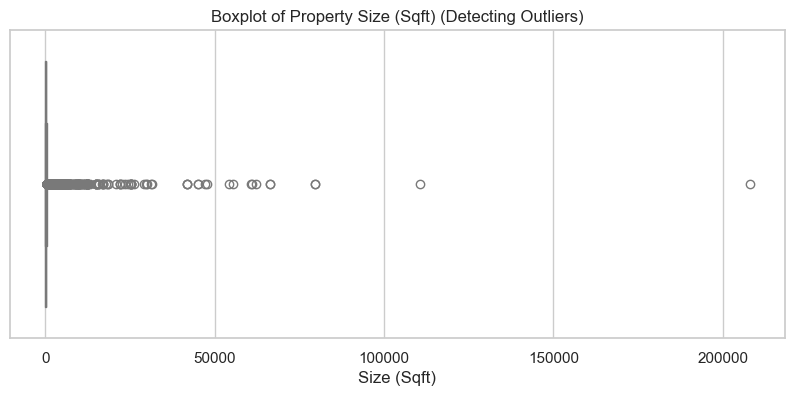 Boxplot of Property Size (Sqft) (Detecting Outliers)
0 50000 100000 150000 200000
Size (Sqft)